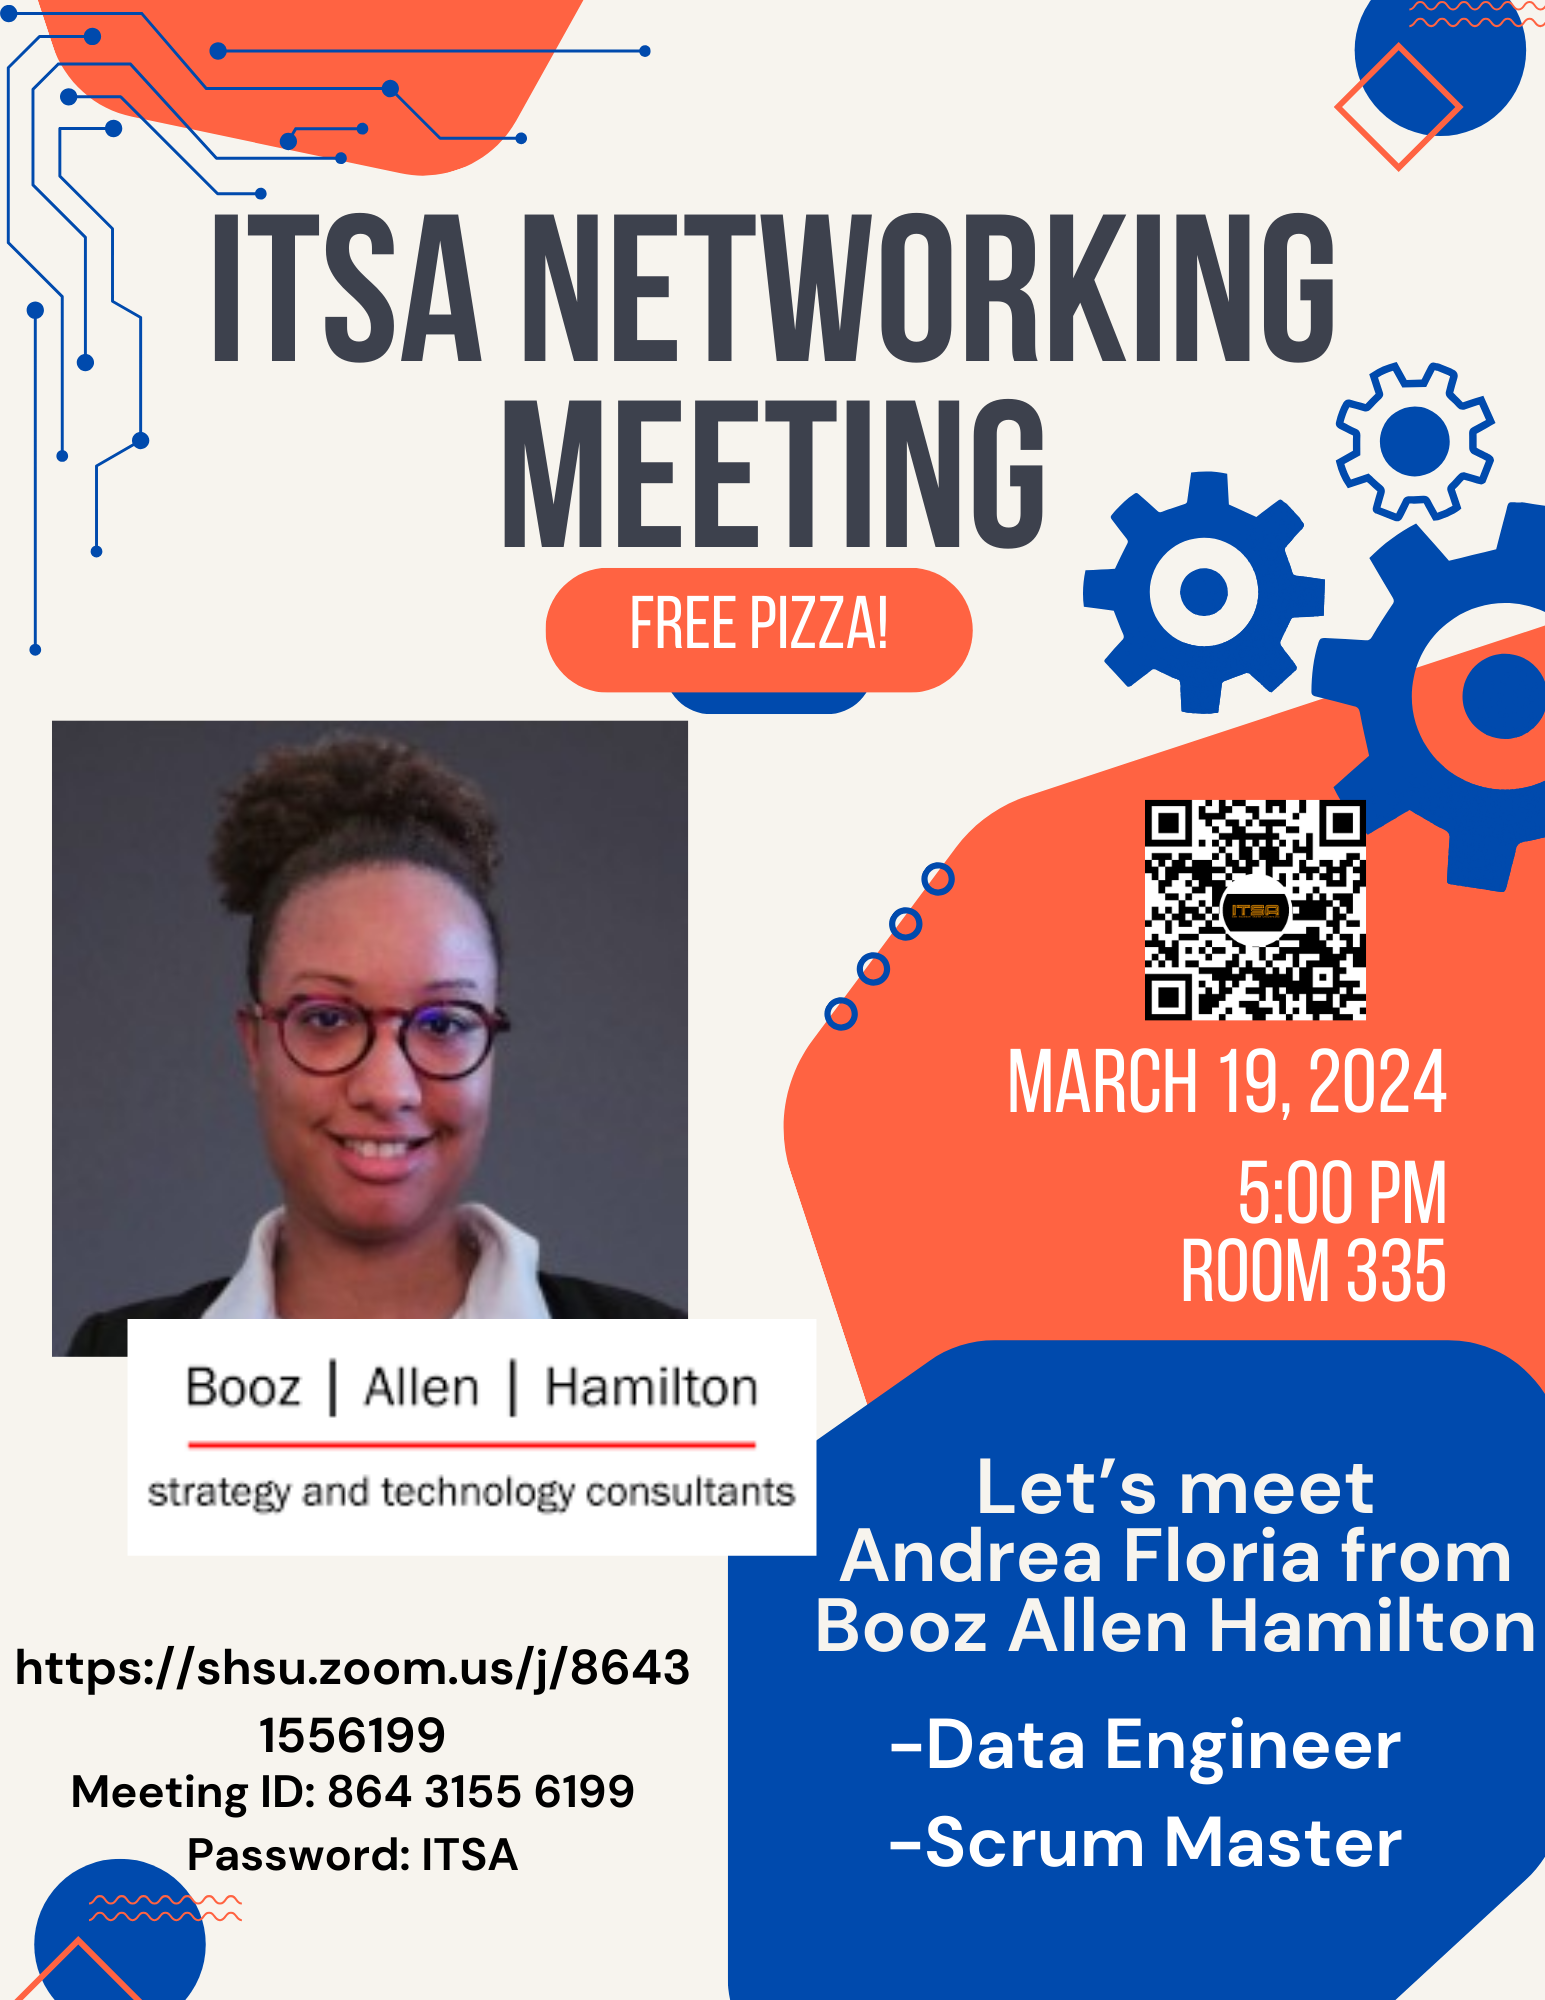 ITSA NETWORKING
MEETING
FREE PIZZA!
ITSA
MARCH 19, 2024
5:00 PM
ROOM 335
Booz | Allen | Hamilton
strategy and technology consultants
Let’s meet
Andrea Floria from
Booz Allen Hamilton
-Data Engineer
-Scrum Master
https://shsu.zoom.us/j/8643
1556199
Meeting ID: 864 3155 6199
Password: ITSA